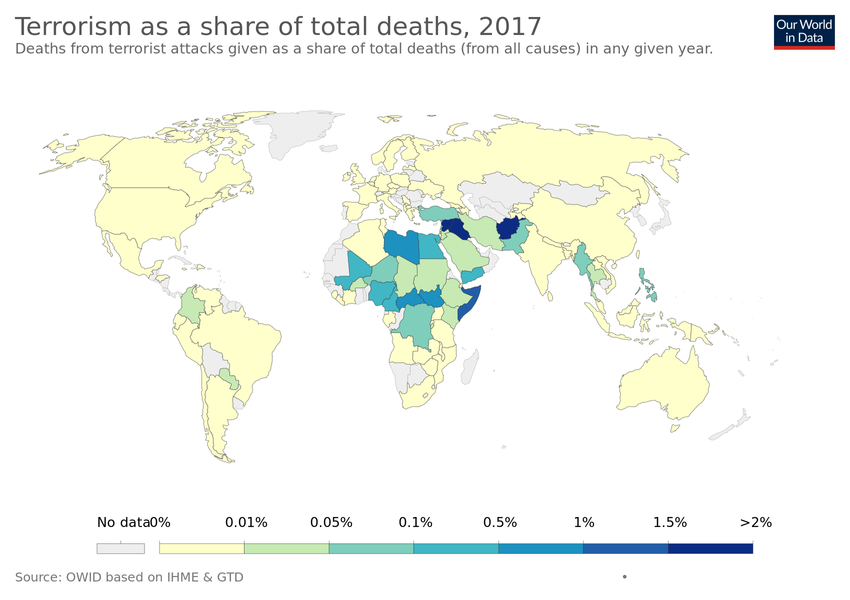 Terrorism as a share of total deaths, 2017
Deaths from terrorist attacks given as a share of total deaths (from all causes) in any given year.
Our World
in Data
No data 0% 0.01% 0.05% 0.1% 0.5% 1% 1.5% >2%
Source: OWID based on IHME & GTD •